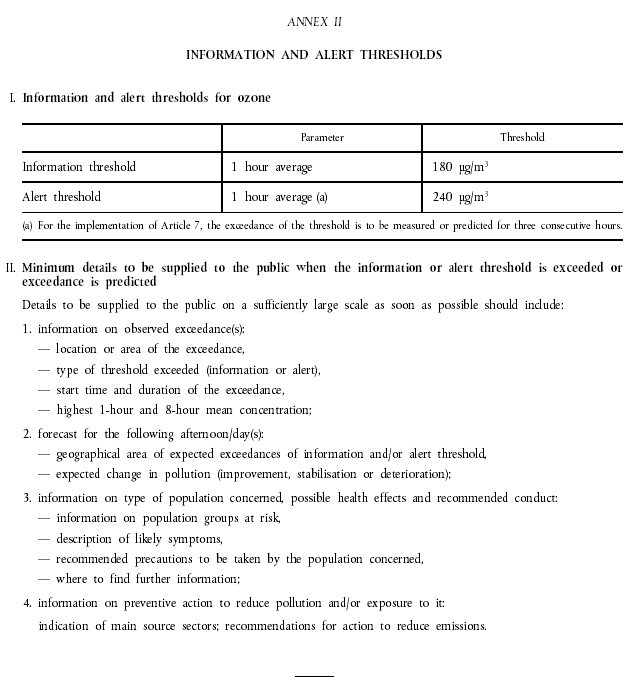 ANNEX II
INFORMATION AND ALERT THRESHOLDS
I. Information and alert thresholds for ozone
Parameter Threshold
Information threshold 1 hour average 180 µg/m³
Alert threshold 1 hour average (a) 240 µg/m³
(a) For the implementation of Article 7, the exceedance of the threshold is to be measured or predicted for three consecutive hours.
II. Minimum details to be supplied to the public when the information or alert threshold is exceeded or
exceedance is predicted
Details to be supplied to the public on a sufficiently large scale as soon as possible should include:
1. information on observed exceedance(s):
— location or area of the exceedance,
— type of threshold exceeded (information or alert),
— start time and duration of the exceedance,
— highest 1-hour and 8-hour mean concentration;
2. forecast for the following afternoon/day(s):
— geographical area of expected exceedances of information and/or alert threshold,
— expected change in pollution (improvement, stabilisation or deterioration);
3. information on type of population concerned, possible health effects and recommended conduct:
— information on population groups at risk,
— description of likely symptoms,
— recommended precautions to be taken by the population concerned,
— where to find further information;
4. information on preventive action to reduce pollution and/or exposure to it:
indication of main source sectors; recommendations for action to reduce emissions.